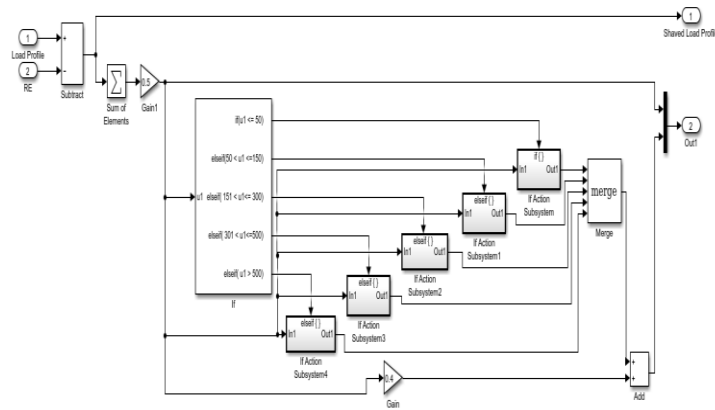 1
Shaved Load Profil
1
Load Profile
+
−
2
RE
Subtract
Σ
Sum of
Elements
0.5
Gain1
if(u1 <= 50)
elseif(50 < u1 <=150)
u1
elseif( 151 < u1<= 300)
elseif( 301 < u1<=500)
elseif( u1 > 500)
If
2
Out1
if { }
In1
Out1
If Action
Subsystem
elseif { }
In1
Out1
If Action
Subsystem1
elseif { }
In1
Out1
If Action
Subsystem2
elseif { }
In1
Out1
If Action
Subsystem3
elseif { }
In1
Out1
If Action
Subsystem4
merge
Merge
0.4
Gain
+
+
Add